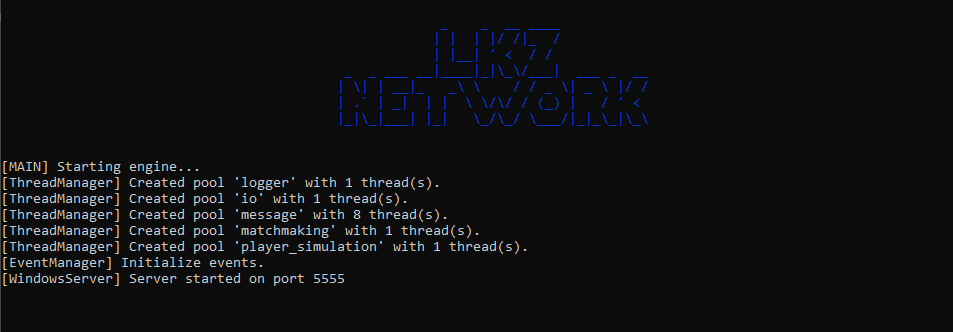 LKZ
NETWORK
[MAIN] Starting engine...
[ThreadManager] Created pool 'logger' with 1 thread(s).
[ThreadManager] Created pool 'io' with 1 thread(s).
[ThreadManager] Created pool 'message' with 8 thread(s).
[ThreadManager] Created pool 'matchmaking' with 1 thread(s).
[ThreadManager] Created pool 'player_simulation' with 1 thread(s).
[EventManager] Initialize events.
[WindowsServer] Server started on port 5555